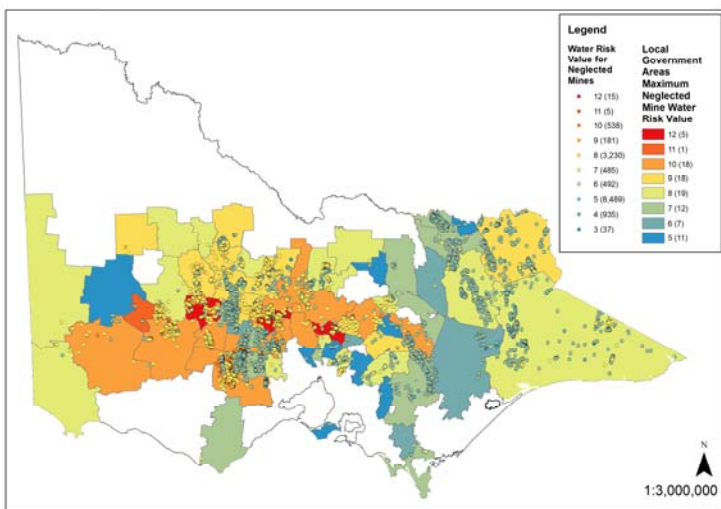 Legend
Water Risk
Value for
Neglected
Mines
12 (15)
11 (5)
10 (538)
9 (181)
8 (3,230)
7 (485)
6 (492)
5 (8,489)
4 (935)
3 (37)
Local
Government
Areas
Maximum
Neglected
Mine Water
Risk Value
12 (5)
11 (1)
10 (18)
9 (18)
8 (19)
7 (12)
6 (7)
5 (11)
N
1:3,000,000